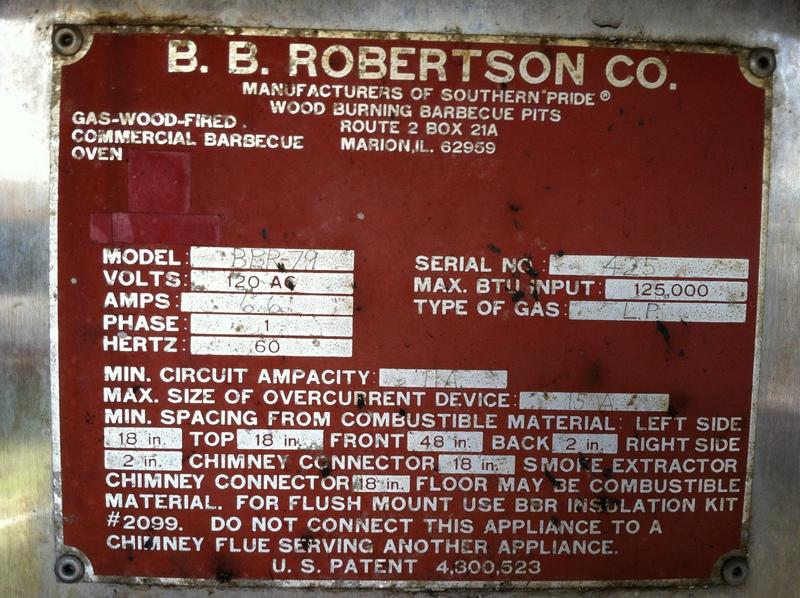 B. B. ROBERTSON CO.
MANUFACTURERS OF SOUTHERN PRIDE®
WOOD BURNING BARBECUE PITS
GAS-WOOD-FIRED ROUTE 2 BOX 21A
COMMERCIAL BARBECUE MARION, IL. 62959
OVEN
MODEL: BBR-79 SERIAL NO.: 425
VOLTS: 120 AC MAX. BTU INPUT: 125,000
AMPS: 6.6 TYPE OF GAS: L.P.
PHASE: 1
HERTZ: 60
MIN. CIRCUIT AMPACITY:
MAX. SIZE OF OVERCURRENT DEVICE: 15 A.
MIN. SPACING FROM COMBUSTIBLE MATERIAL: LEFT SIDE
18 in. TOP 18 in. FRONT 48 in. BACK 2 in. RIGHT SIDE
2 in. CHIMNEY CONNECTOR 18 in. SMOKE EXTRACTOR
CHIMNEY CONNECTOR 18 in. FLOOR MAY BE COMBUSTIBLE
MATERIAL. FOR FLUSH MOUNT USE BBR INSULATION KIT
#2099. DO NOT CONNECT THIS APPLIANCE TO A
CHIMNEY FLUE SERVING ANOTHER APPLIANCE.
U.S. PATENT 4,300,523